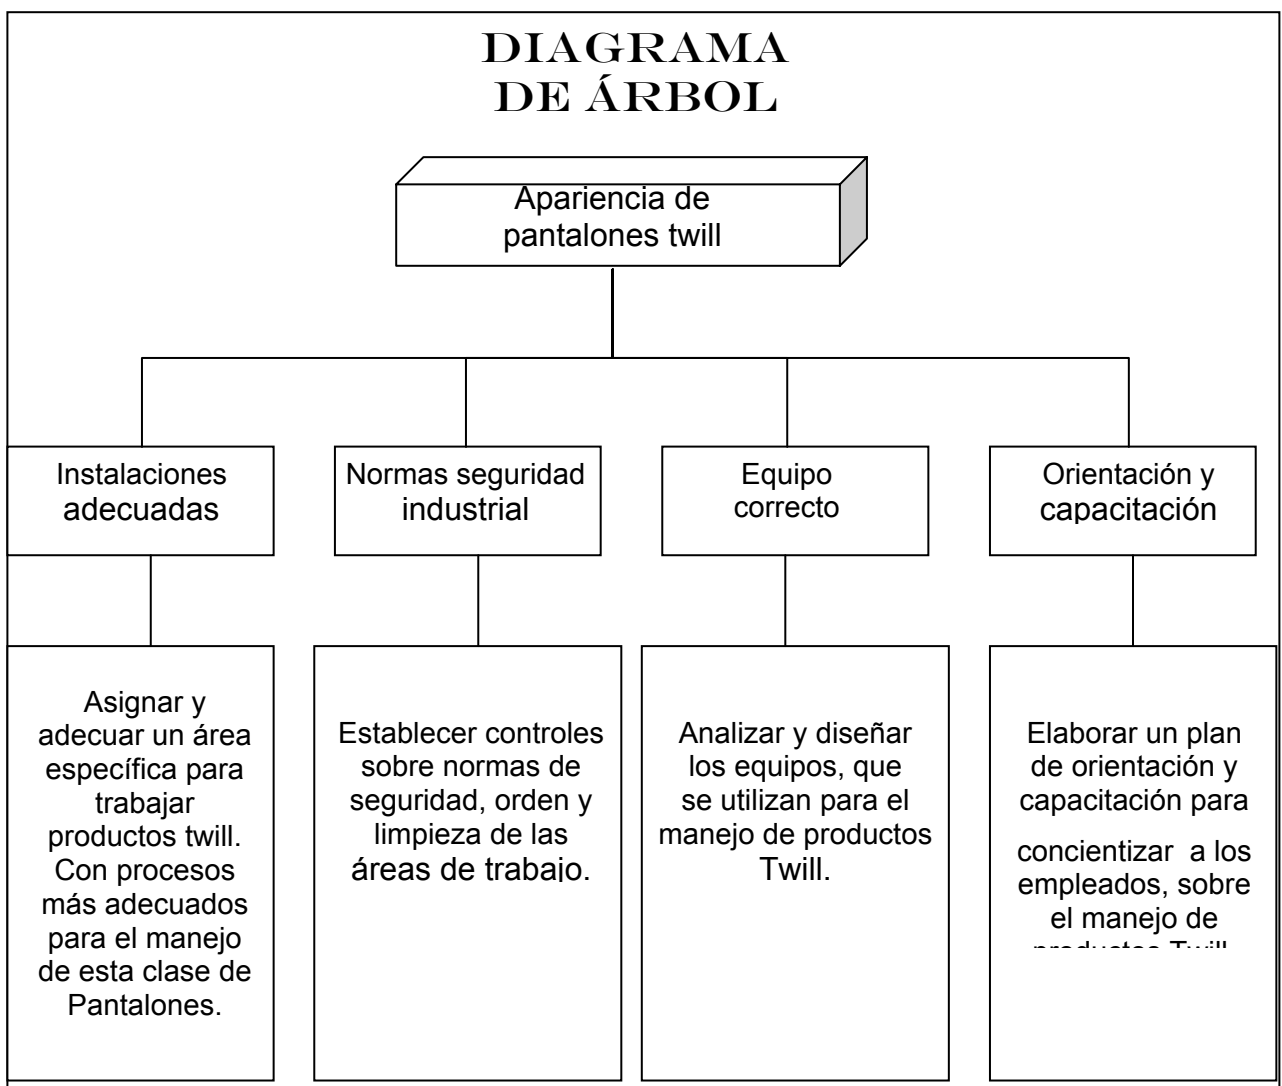 DIAGRAMA
DE ÁRBOL
Apariencia de
pantalones twill
Instalaciones
adecuadas
Normas seguridad
industrial
Equipo
correcto
Orientación y
capacitación
Asignar y
adecuar un área
específica para
trabajar
productos twill.
Con procesos
más adecuados
para el manejo
de esta clase de
Pantalones.
Establecer controles
sobre normas de
seguridad, orden y
limpieza de las
áreas de trabajo.
Analizar y diseñar
los equipos, que
se utilizan para el
manejo de productos
Twill.
Elaborar un plan
de orientación y
capacitación para
concientizar a los
empleados, sobre
el manejo de
productos Twill